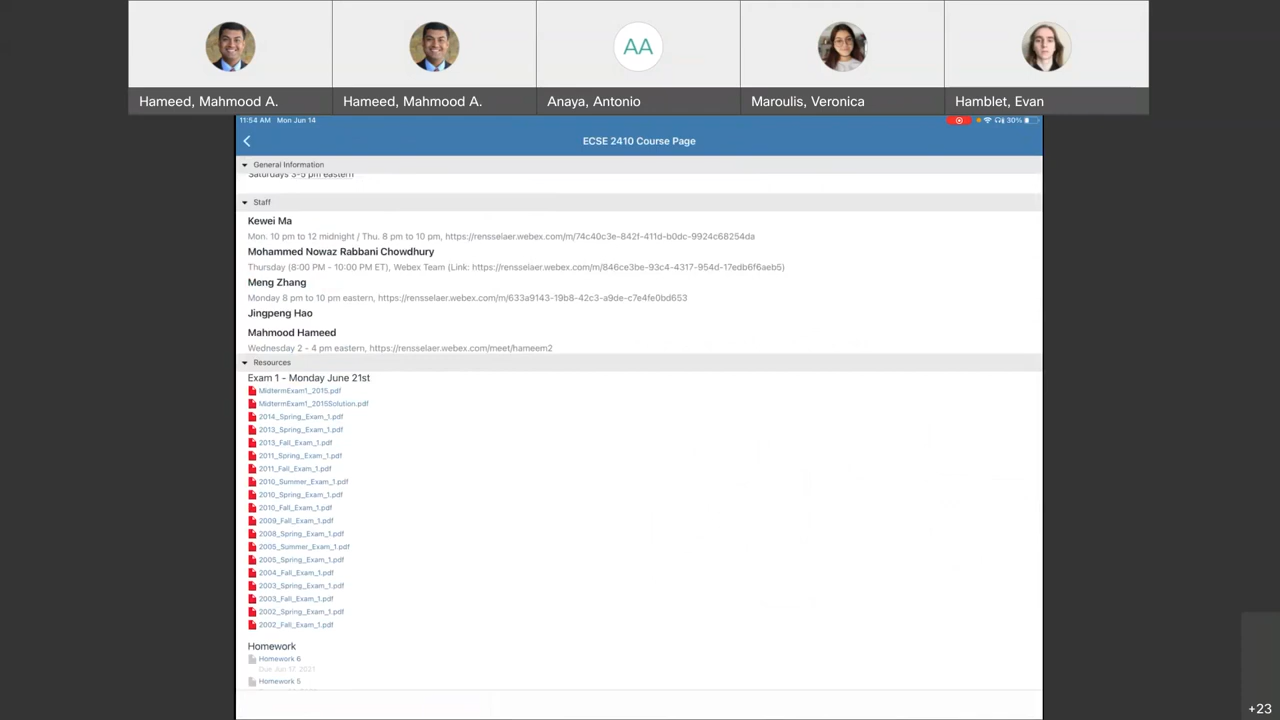 Hameed, Mahmood A.
Hameed, Mahmood A.
AA
Anaya, Antonio
Maroulis, Veronica
Hamblet, Evan
11:54 AM Mon Jun 14
30%
ECSE 2410 Course Page
General Information
Saturdays 3-5 pm eastern
Staff
Kewei Ma
Mon. 10 pm to 12 midnight / Thu. 8 pm to 10 pm, https://rensselaer.webex.com/m/74c40c3e-842f-411d-b0dc-9924c68254da
Mohammed Nowaz Rabbani Chowdhury
Thursday (8:00 PM - 10:00 PM ET), Webex Team (Link: https://rensselaer.webex.com/m/846ce3be-93c4-4317-954d-17edb6f6aeb5)
Meng Zhang
Monday 8 pm to 10 pm eastern, https://rensselaer.webex.com/m/633a9143-19b8-42c3-a9de-c7e4fe0bd653
Jingpeng Hao
Mahmood Hameed
Wednesday 2 - 4 pm eastern, https://rensselaer.webex.com/meet/hameem2
Resources
Exam 1 - Monday June 21st
MidtermExam1_2015.pdf
MidtermExam1_2015Solution.pdf
2014_Spring_Exam_1.pdf
2013_Spring_Exam_1.pdf
2013_Fall_Exam_1.pdf
2011_Spring_Exam_1.pdf
2011_Fall_Exam_1.pdf
2010_Summer_Exam_1.pdf
2010_Spring_Exam_1.pdf
2010_Fall_Exam_1.pdf
2009_Fall_Exam_1.pdf
2008_Spring_Exam_1.pdf
2005_Summer_Exam_1.pdf
2005_Spring_Exam_1.pdf
2004_Fall_Exam_1.pdf
2003_Spring_Exam_1.pdf
2003_Fall_Exam_1.pdf
2002_Spring_Exam_1.pdf
2002_Fall_Exam_1.pdf
Homework
Homework 6
Due Jun 17, 2021
Homework 5
+23